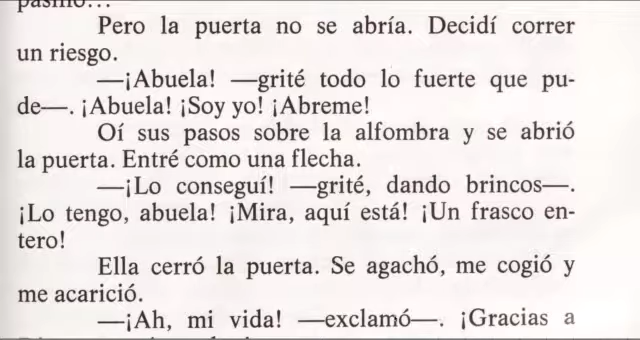 Pero la puerta no se abría. Decidí correr
un riesgo.
—¡Abuela! —grité todo lo fuerte que pu-
de—. ¡Abuela! ¡Soy yo! ¡Abreme!
Oí sus pasos sobre la alfombra y se abrió
la puerta. Entré como una flecha.
—¡Lo conseguí! —grité, dando brincos—.
¡Lo tengo, abuela! ¡Mira, aquí está! ¡Un frasco en-
tero!
Ella cerró la puerta. Se agachó, me cogió y
me acarició.
—¡Ah, mi vida! —exclamó—. ¡Gracias a